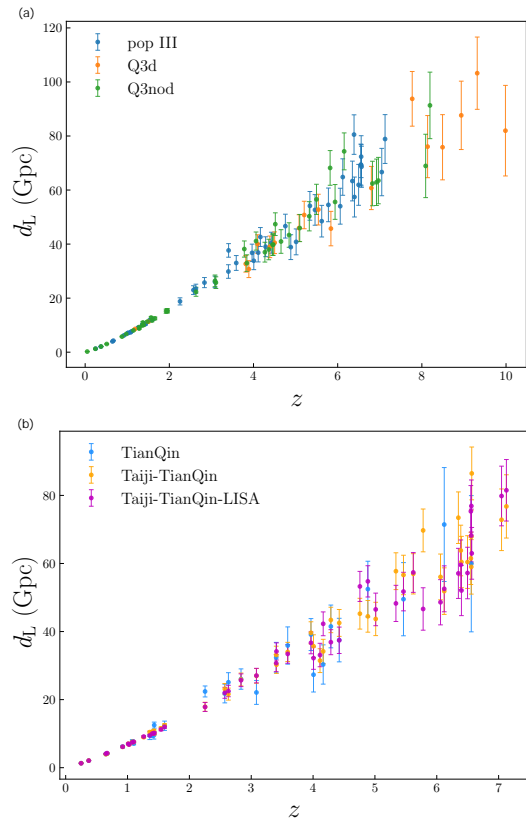 (a)
pop III
Q3d
Q3nod
120
100
80
60
40
20
0
d_L (Gpc)
0 2 4 6 8 10
z
(b)
TianQin
Taiji-TianQin
Taiji-TianQin-LISA
80
60
40
20
0
d_L (Gpc)
0 1 2 3 4 5 6 7
z